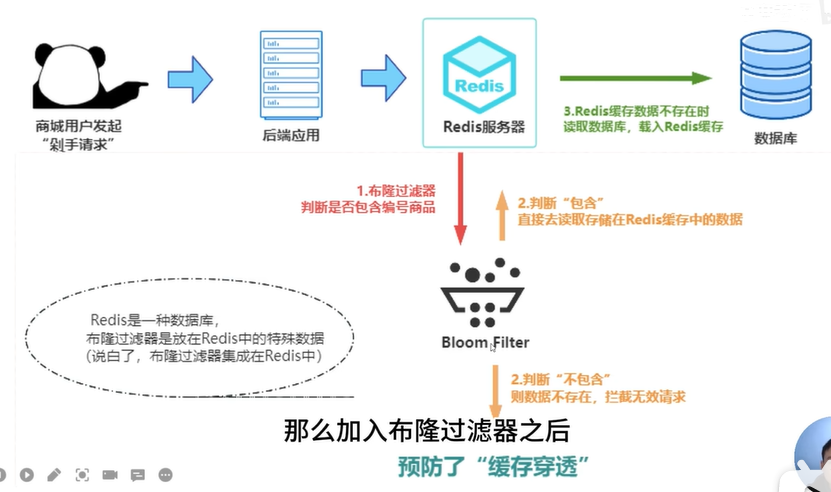 Redis
商城用户发起
“剁手请求”
后端应用
Redis服务器
3.Redis缓存数据不存在时
读取数据库，载入Redis缓存
数据库
1.布隆过滤器
判断是否包含编号商品
2.判断“包含”
直接去读取存储在Redis缓存中的数据
Redis是一种数据库，
布隆过滤器是放在Redis中的特殊数据
(说白了，布隆过滤器集成在Redis中)
Bloom Filter
2.判断“不包含”
则数据不存在，拦截无效请求
那么加入布隆过滤器之后
预防了“缓存穿透”